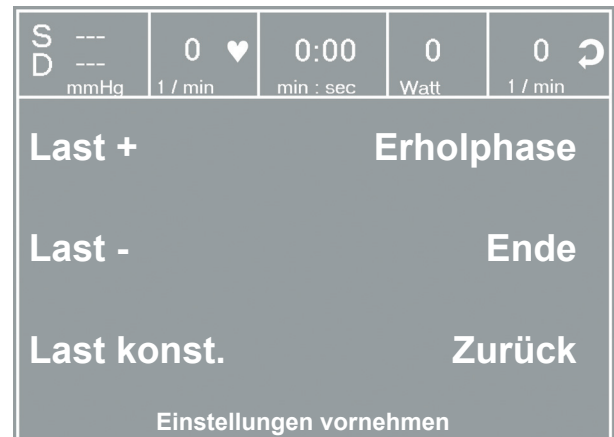 S --- 0 ♥ 0:00 0 0
D ---
mmHg 1 / min min : sec Watt 1 / min
Last + Erholphase
Last - Ende
Last konst. Zurück
Einstellungen vornehmen